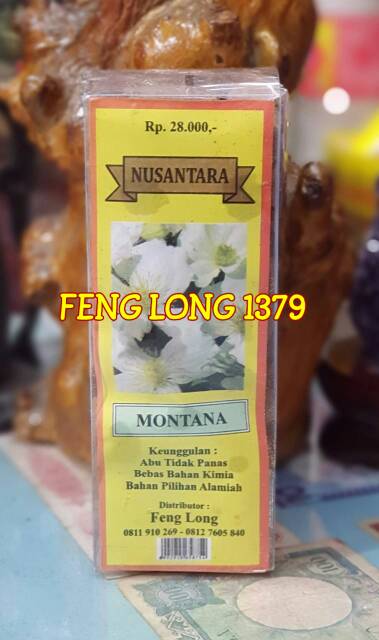 Rp. 28.000,-
NUSANTARA
FENG LONG 1379
MONTANA
Keunggulan :
Abu Tidak Panas
Bebas Bahan Kimia
Bahan Pilihan Alamiah
Distributor :
Feng Long
0811 910 269 - 0812 7605 840